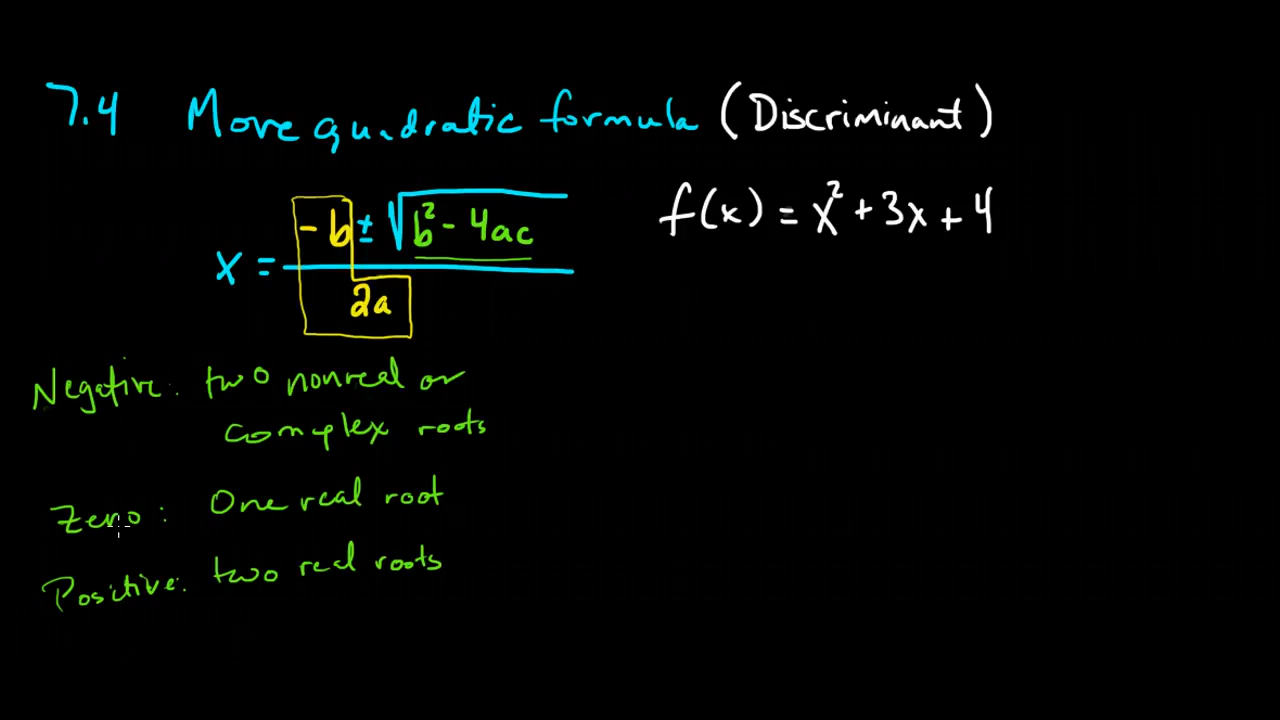 7.4 Move quadratic formula (Discriminant)
x = -b ± √b² - 4ac / 2a
f(x) = x² + 3x + 4
Negative: two nonreal or
complex roots
Zero: One real root
Positive: two real roots